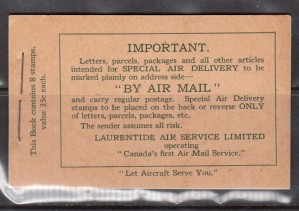 This Book contains 8 stamps,
value 25c each.
IMPORTANT.
Letters, parcels, packages and all other articles
intended for SPECIAL AIR DELIVERY to be
marked plainly on address side—
"BY AIR MAIL"
and carry regular postage. Special Air Delivery
stamps to be placed on the back or reverse ONLY
of letters, parcels, packages, etc.
The sender assumes all risk.
LAURENTIDE AIR SERVICE LIMITED
operating
"Canada's first Air Mail Service."
"Let Aircraft Serve You."